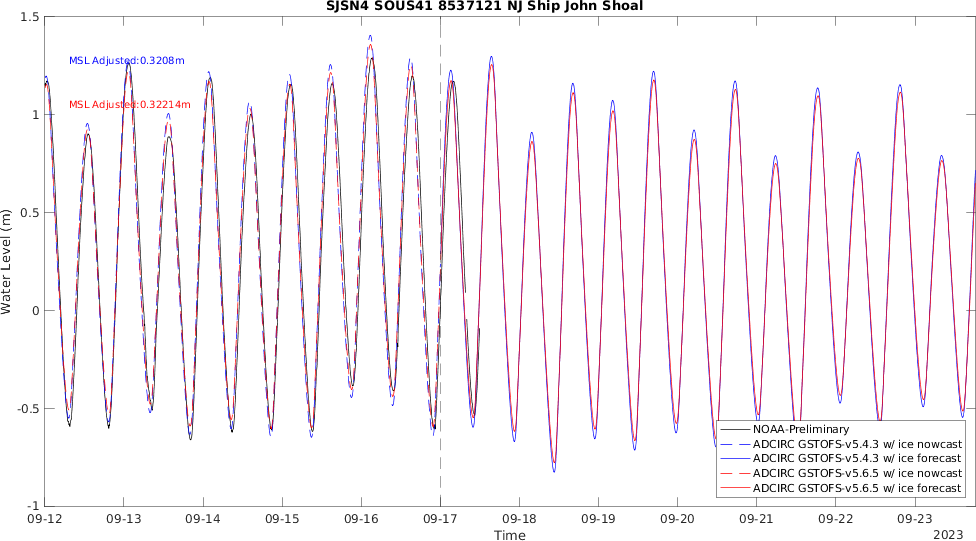 SJSN4 SOUS41 8537121 NJ Ship John Shoal
1.5
MSL Adjusted:0.3208m
MSL Adjusted:0.32214m
1
0.5
Water Level (m)
0
-0.5
NOAA-Preliminary
ADCIRC GSTOFS-v5.4.3 w/ ice nowcast
ADCIRC GSTOFS-v5.4.3 w/ ice forecast
ADCIRC GSTOFS-v5.6.5 w/ ice nowcast
ADCIRC GSTOFS-v5.6.5 w/ ice forecast
-1
09-12 09-13 09-14 09-15 09-16 09-17 09-18 09-19 09-20 09-21 09-22 09-23
Time
2023